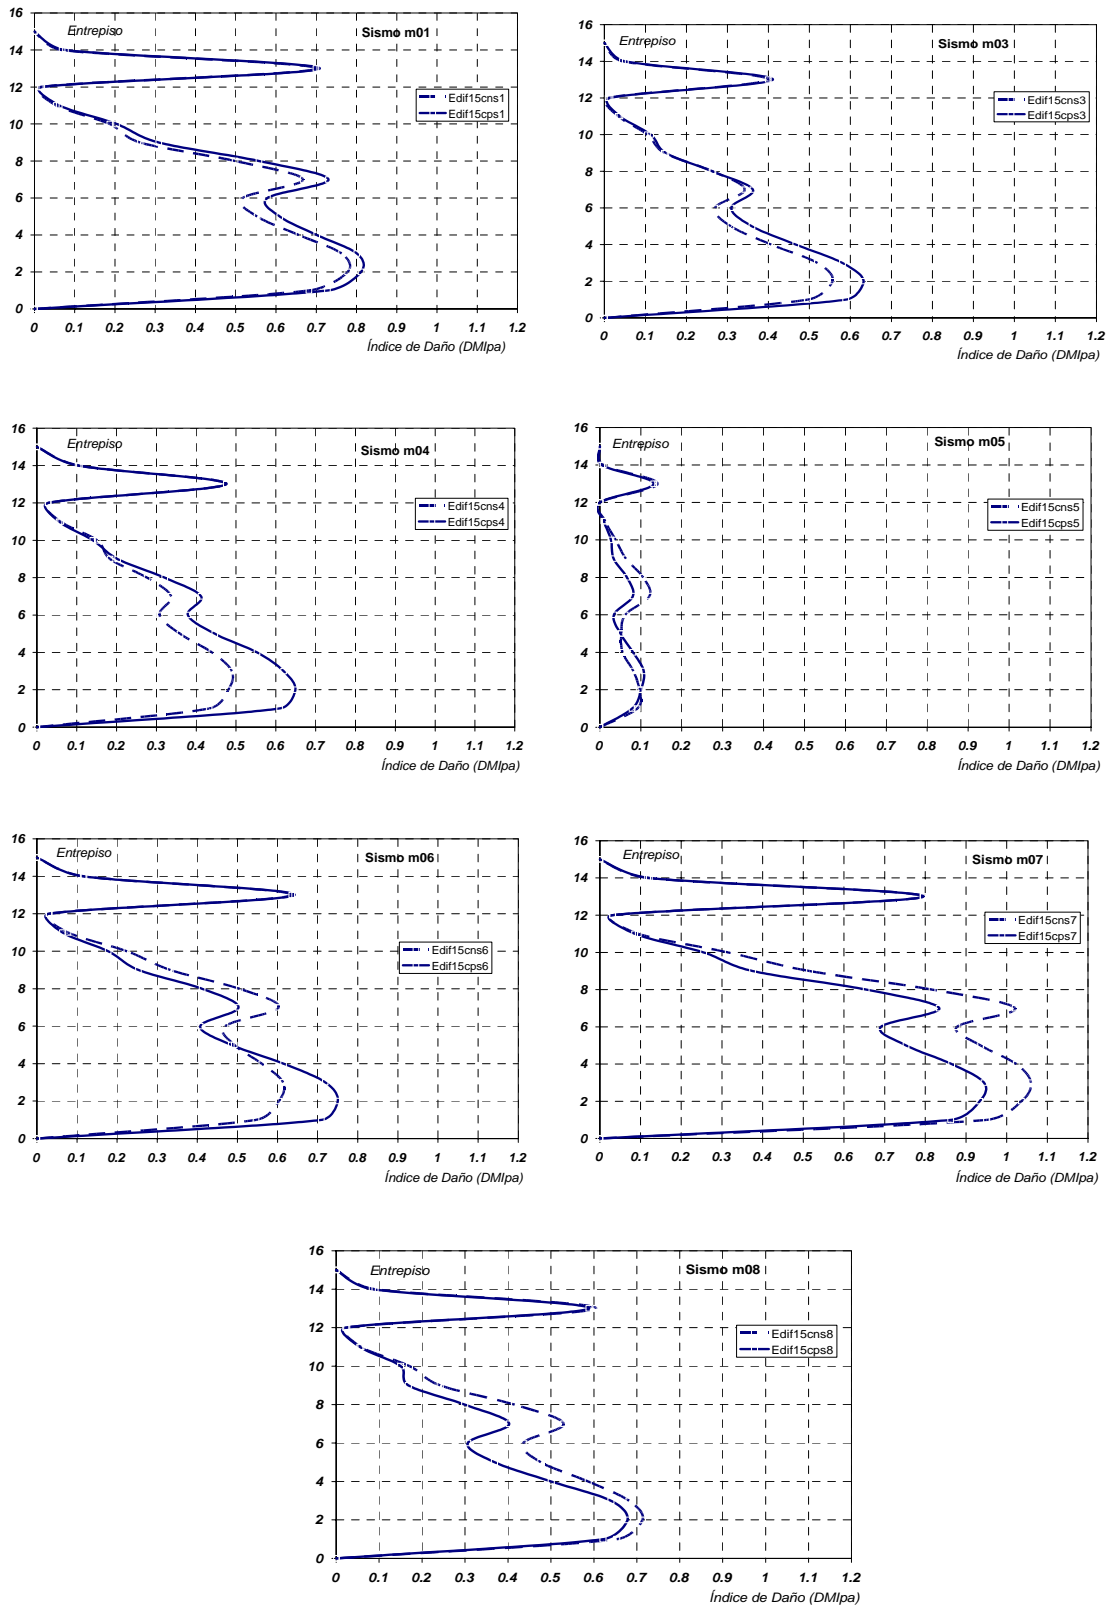 16
Entrepiso
Sismo m01
14
12
Edif15cns1
Edif15cps1
10
8
6
4
2
0
0 0.1 0.2 0.3 0.4 0.5 0.6 0.7 0.8 0.9 1 1.1 1.2
Índice de Daño (DMIpa)
16
Entrepiso
Sismo m03
14
12
Edif15cns3
Edif15cps3
10
8
6
4
2
0
0 0.1 0.2 0.3 0.4 0.5 0.6 0.7 0.8 0.9 1 1.1 1.2
Índice de Daño (DMIpa)
16
Entrepiso
Sismo m04
14
12
Edif15cns4
Edif15cps4
10
8
6
4
2
0
0 0.1 0.2 0.3 0.4 0.5 0.6 0.7 0.8 0.9 1 1.1 1.2
Índice de Daño (DMIpa)
16
Entrepiso
Sismo m05
14
12
Edif15cns5
Edif15cps5
10
8
6
4
2
0
0 0.1 0.2 0.3 0.4 0.5 0.6 0.7 0.8 0.9 1 1.1 1.2
Índice de Daño (DMIpa)
16
Entrepiso
Sismo m06
14
12
Edif15cns6
Edif15cps6
10
8
6
4
2
0
0 0.1 0.2 0.3 0.4 0.5 0.6 0.7 0.8 0.9 1 1.1 1.2
Índice de Daño (DMIpa)
16
Entrepiso
Sismo m07
14
12
Edif15cns7
Edif15cps7
10
8
6
4
2
0
0 0.1 0.2 0.3 0.4 0.5 0.6 0.7 0.8 0.9 1 1.1 1.2
Índice de Daño (DMIpa)
16
Entrepiso
Sismo m08
14
12
Edif15cns8
Edif15cps8
10
8
6
4
2
0
0 0.1 0.2 0.3 0.4 0.5 0.6 0.7 0.8 0.9 1 1.1 1.2
Índice de Daño (DMIpa)